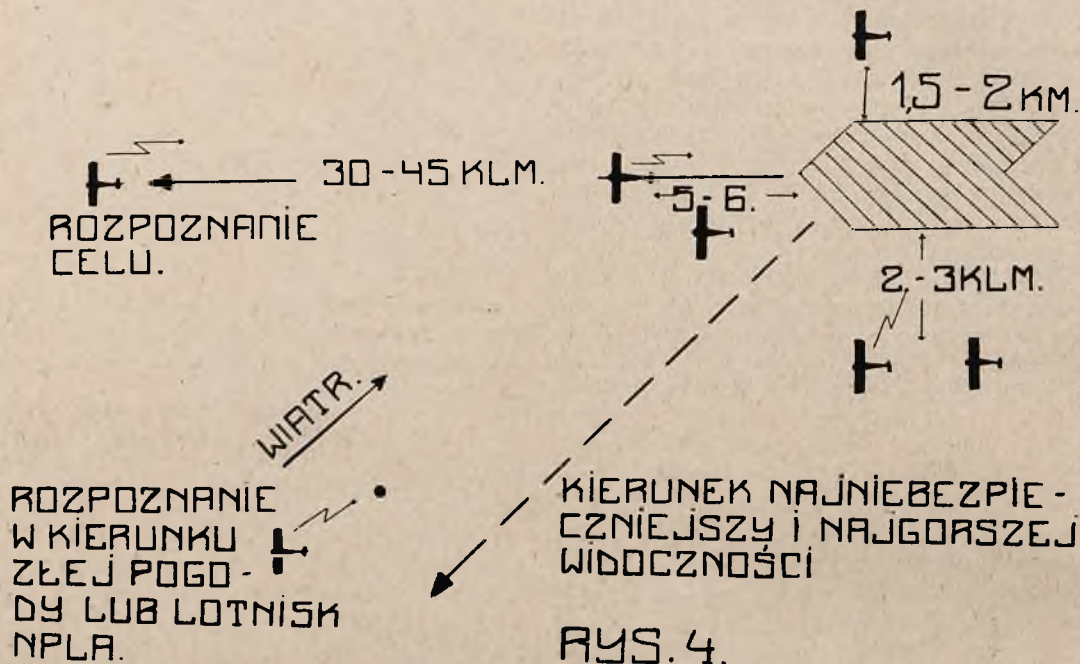 1,5 - 2 KM.
30 - 45 KLM.
5 - 6.
ROZPOZNANIE
CELU.
2.-3KLM.
WIATR.
ROZPOZNANIE
W KIERUNKU
ZŁEJ POGO-
DY LUB LOTNISK
NPLA.
KIERUNEK NAJNIEBEZPIE-
CZNIEJSZY I NAJGORSZEJ
WIDOCZNOŚCI
RYS. 4.